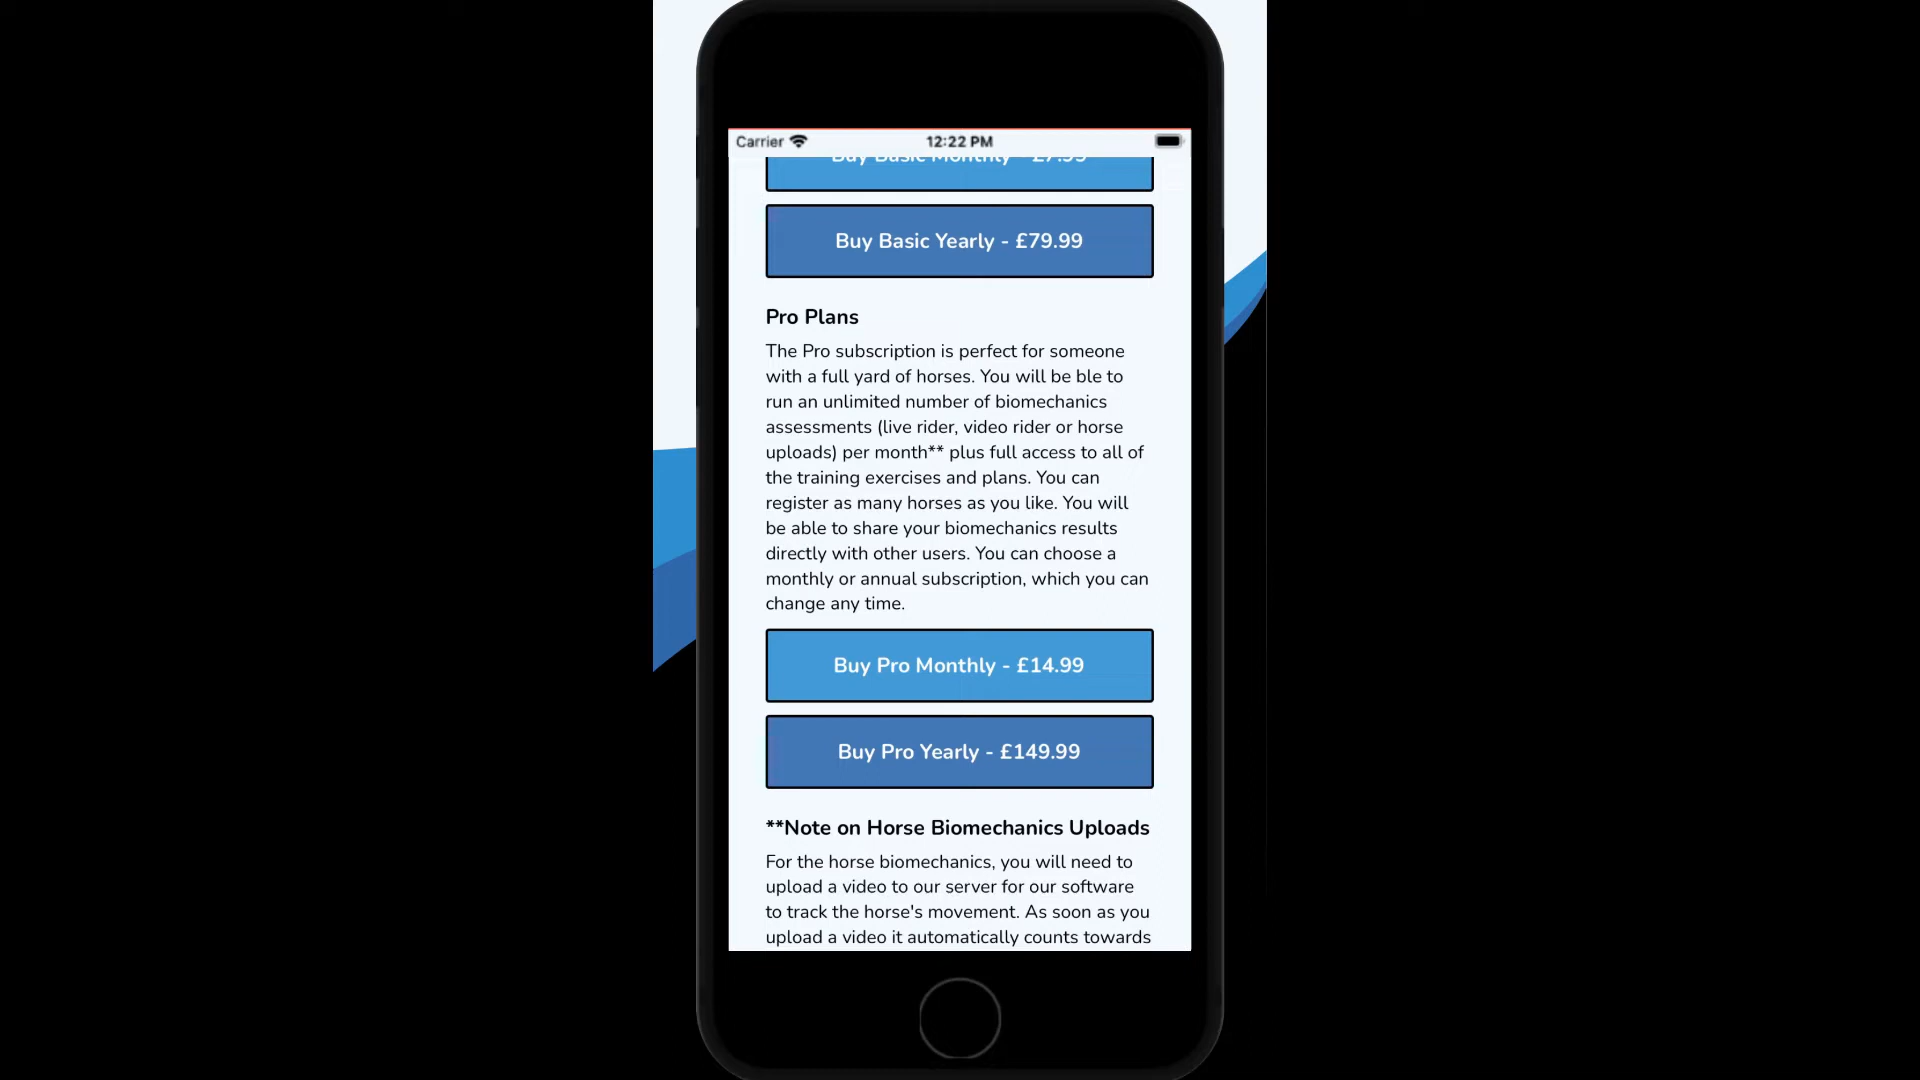 Carrier
12:22 PM
Buy Basic Monthly - £7.99
Buy Basic Yearly - £79.99
Pro Plans
The Pro subscription is perfect for someone
with a full yard of horses. You will be ble to
run an unlimited number of biomechanics
assessments (live rider, video rider or horse
uploads) per month** plus full access to all of
the training exercises and plans. You can
register as many horses as you like. You will
be able to share your biomechanics results
directly with other users. You can choose a
monthly or annual subscription, which you can
change any time.
Buy Pro Monthly - £14.99
Buy Pro Yearly - £149.99
**Note on Horse Biomechanics Uploads
For the horse biomechanics, you will need to
upload a video to our server for our software
to track the horse's movement. As soon as you
upload a video it automatically counts towards